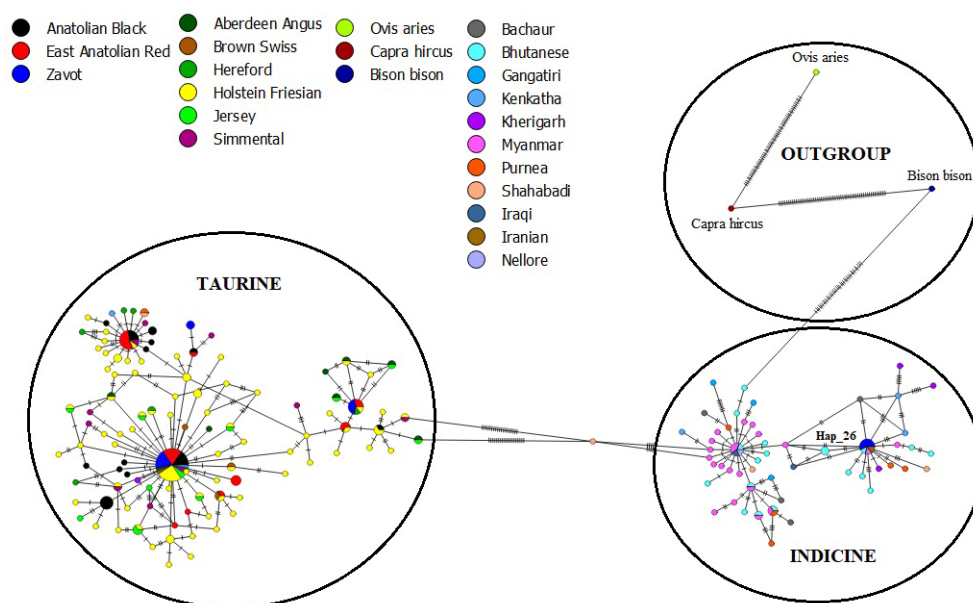 Anatolian Black
East Anatolian Red
Zavot
Aberdeen Angus
Brown Swiss
Hereford
Holstein Friesian
Jersey
Simmental
Ovis aries
Capra hircus
Bison bison
Bachaur
Bhutanese
Gangatiri
Kenkatha
Kherigarh
Myanmar
Purnea
Shahabadi
Iraqi
Iranian
Nellore
Ovis aries
OUTGROUP
Bison bison
Capra hircus
TAURINE
Hap_26
INDICINE